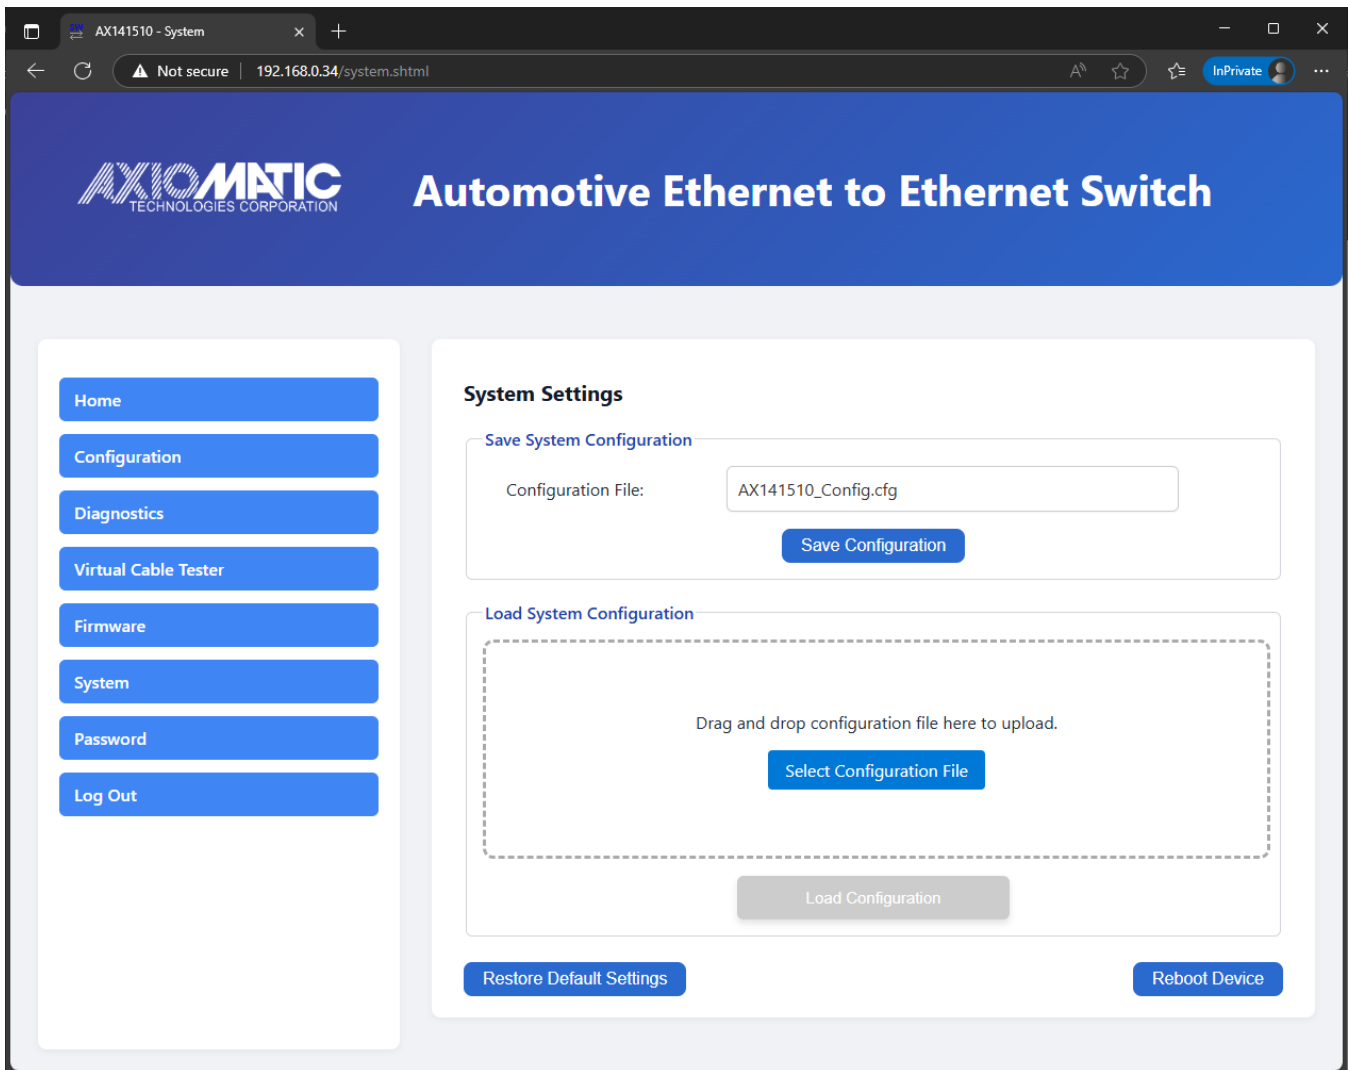 AX141510 - System
Not secure | 192.168.0.34/system.shtml
InPrivate
AXIOMATIC
TECHNOLOGIES CORPORATION
Automotive Ethernet to Ethernet Switch
Home
Configuration
Diagnostics
Virtual Cable Tester
Firmware
System
Password
Log Out
System Settings
Save System Configuration
Configuration File: AX141510_Config.cfg
Save Configuration
Load System Configuration
Drag and drop configuration file here to upload.
Select Configuration File
Load Configuration
Restore Default Settings
Reboot Device